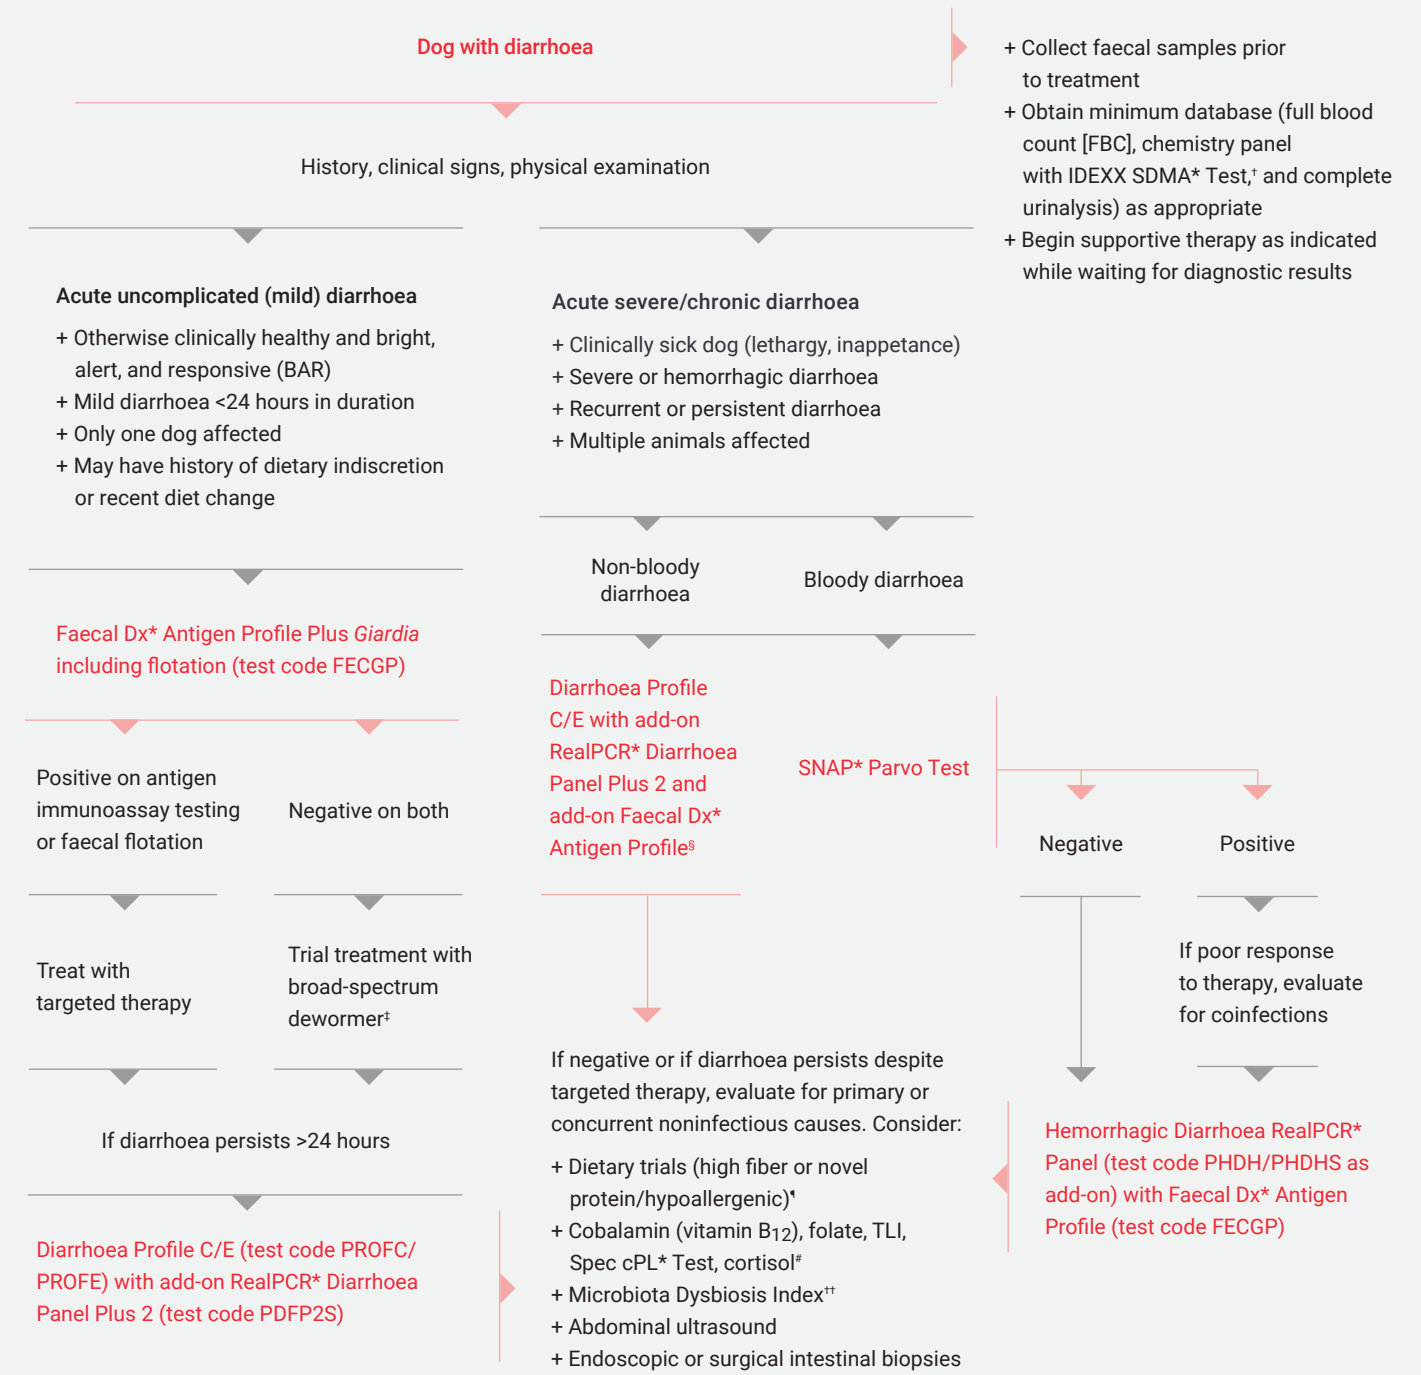 Dog with diarrhoea
+ Collect faecal samples prior
to treatment
+ Obtain minimum database (full blood
count [FBC], chemistry panel
with IDEXX SDMA* Test,† and complete
urinalysis) as appropriate
+ Begin supportive therapy as indicated
while waiting for diagnostic results
History, clinical signs, physical examination
Acute uncomplicated (mild) diarrhoea
+ Otherwise clinically healthy and bright,
alert, and responsive (BAR)
+ Mild diarrhoea <24 hours in duration
+ Only one dog affected
+ May have history of dietary indiscretion
or recent diet change
Acute severe/chronic diarrhoea
+ Clinically sick dog (lethargy, inappetance)
+ Severe or hemorrhagic diarrhoea
+ Recurrent or persistent diarrhoea
+ Multiple animals affected
Non-bloody
diarrhoea
Bloody diarrhoea
Faecal Dx* Antigen Profile Plus Giardia
including flotation (test code FECGP)
Positive on antigen
immunoassay testing
or faecal flotation
Negative on both
Treat with
targeted therapy
Trial treatment with
broad-spectrum
dewormer‡
If diarrhoea persists >24 hours
Diarrhoea Profile C/E (test code PROFC/
PROFE) with add-on RealPCR* Diarrhoea
Panel Plus 2 (test code PDFP2S)
Diarrhoea Profile
C/E with add-on
RealPCR* Diarrhoea
Panel Plus 2 and
add-on Faecal Dx*
Antigen Profile§
SNAP* Parvo Test
Negative
Positive
If poor response
to therapy, evaluate
for coinfections
Hemorrhagic Diarrhoea RealPCR*
Panel (test code PHDH/PHDHS as
add-on) with Faecal Dx* Antigen
Profile (test code FECGP)
If negative or if diarrhoea persists despite
targeted therapy, evaluate for primary or
concurrent noninfectious causes. Consider:
+ Dietary trials (high fiber or novel
protein/hypoallergenic)¶
+ Cobalamin (vitamin B12), folate, TLI,
Spec cPL* Test, cortisol#
+ Microbiota Dysbiosis Index††
+ Abdominal ultrasound
+ Endoscopic or surgical intestinal biopsies